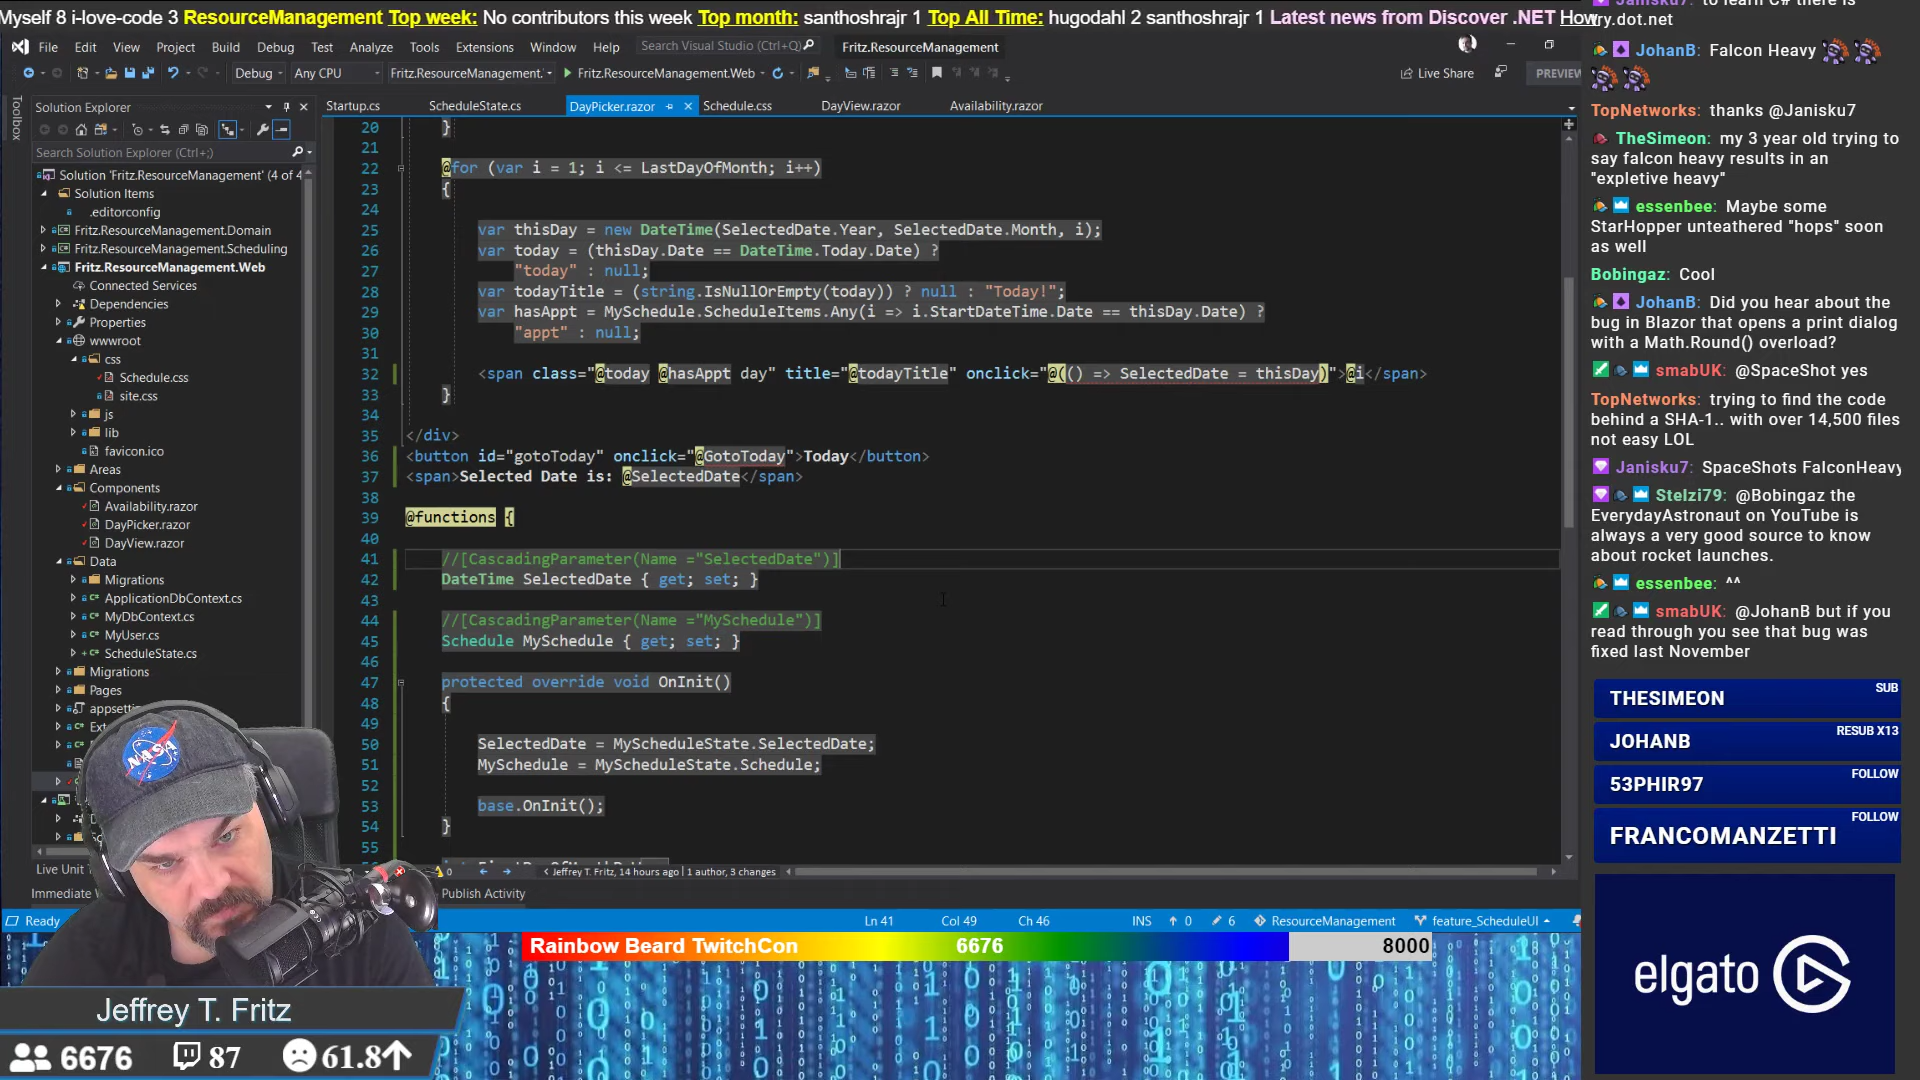 Myself 8 i-love-code 3 ResourceManagement Top week: No contributors this week Top month: santhoshrajr 1 Top All Time: hugodahl 2 santhoshrajr 1 Latest news from Discover .NET How
File Edit View Project Build Debug Test Analyze Tools Extensions Window Help Search Visual Studio (Ctrl+Q) Fritz.ResourceManagement
Debug Any CPU Fritz.ResourceManagement. Fritz.ResourceManagement.Web Live Share PREVIEW
Toolbox
Solution Explorer
Search Solution Explorer (Ctrl+;)
Solution 'Fritz.ResourceManagement' (4 of 4
Solution Items
.editorconfig
Fritz.ResourceManagement.Domain
Fritz.ResourceManagement.Scheduling
Fritz.ResourceManagement.Web
Connected Services
Dependencies
Properties
wwwroot
css
Schedule.css
site.css
js
lib
favicon.ico
Areas
Components
Availability.razor
DayPicker.razor
DayView.razor
Data
Migrations
ApplicationDbContext.cs
MyDbContext.cs
MyUser.cs
ScheduleState.cs
Migrations
Pages
appsetti
Ext
Live Unit
Immediate
Startup.cs ScheduleState.cs DayPicker.razor Schedule.css DayView.razor Availability.razor
20 }
21
22 @for (var i = 1; i <= LastDayOfMonth; i++)
23 {
24
25 var thisDay = new DateTime(SelectedDate.Year, SelectedDate.Month, i);
26 var today = (thisDay.Date == DateTime.Today.Date) ?
27 "today" : null;
28 var todayTitle = (string.IsNullOrEmpty(today)) ? null : "Today!";
29 var hasAppt = MySchedule.ScheduleItems.Any(i => i.StartDateTime.Date == thisDay.Date) ?
30 "appt" : null;
31
32 <span class="@today @hasAppt day" title="@todayTitle" onclick="@(() => SelectedDate = thisDay)">@i</span>
33 }
34
35 </div>
36 <button id="gotoToday" onclick="@GotoToday">Today</button>
37 <span>Selected Date is: @SelectedDate</span>
38
39 @functions {
40
41 //[CascadingParameter(Name ="SelectedDate")]
42 DateTime SelectedDate { get; set; }
43
44 //[CascadingParameter(Name ="MySchedule")]
45 Schedule MySchedule { get; set; }
46
47 protected override void OnInit()
48 {
49
50 SelectedDate = MyScheduleState.SelectedDate;
51 MySchedule = MyScheduleState.Schedule;
52
53 base.OnInit();
54 }
55
0 Jeffrey T. Fritz, 14 hours ago | 1 author, 3 changes
Publish Activity
Ready Ln 41 Col 49 Ch 46 INS 0 6 ResourceManagement feature_ScheduleUI
Rainbow Beard TwitchCon 6676 8000
NASA
Jeffrey T. Fritz
6676 87 61.8
Janisku7: to learn C# there is
try.dot.net
JohanB: Falcon Heavy
TopNetworks: thanks @Janisku7
TheSimeon: my 3 year old trying to
say falcon heavy results in an
"expletive heavy"
essenbee: Maybe some
StarHopper unteathered "hops" soon
as well
Bobingaz: Cool
JohanB: Did you hear about the
bug in Blazor that opens a print dialog
with a Math.Round() overload?
smabUK: @SpaceShot yes
TopNetworks: trying to find the code
behind a SHA-1.. with over 14,500 files
not easy LOL
Janisku7: SpaceShots FalconHeavy
Stelzi79: @Bobingaz the
EverydayAstronaut on YouTube is
always a very good source to know
about rocket launches.
essenbee: ^^
smabUK: @JohanB but if you
read through you see that bug was
fixed last November
THESIMEON SUB
JOHANB RESUB X13
53PHIR97 FOLLOW
FRANCOMANZETTI FOLLOW
elgato